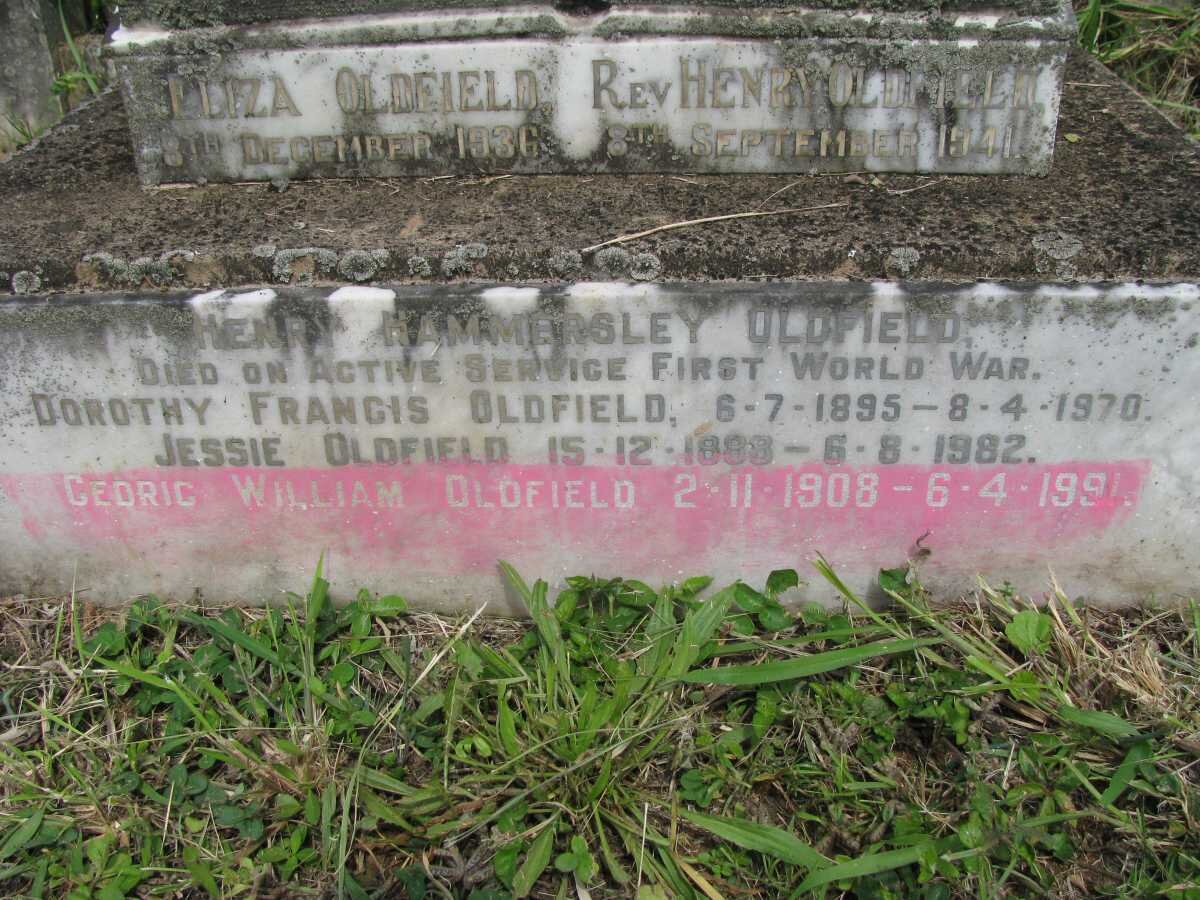 ELIZA OLDFIELD REV HENRY OLDFIELD
8TH DECEMBER 1936 8TH SEPTEMBER 1941.
HENRY HAMMERSLEY OLDFIELD,
DIED ON ACTIVE SERVICE FIRST WORLD WAR.
DOROTHY FRANCIS OLDFIELD, 6-7-1895 – 8-4-1970.
JESSIE OLDFIELD 15-12-1883 – 6-8-1982.
CEDRIC WILLIAM OLDFIELD 2·11·1908 – 6·4·1991.